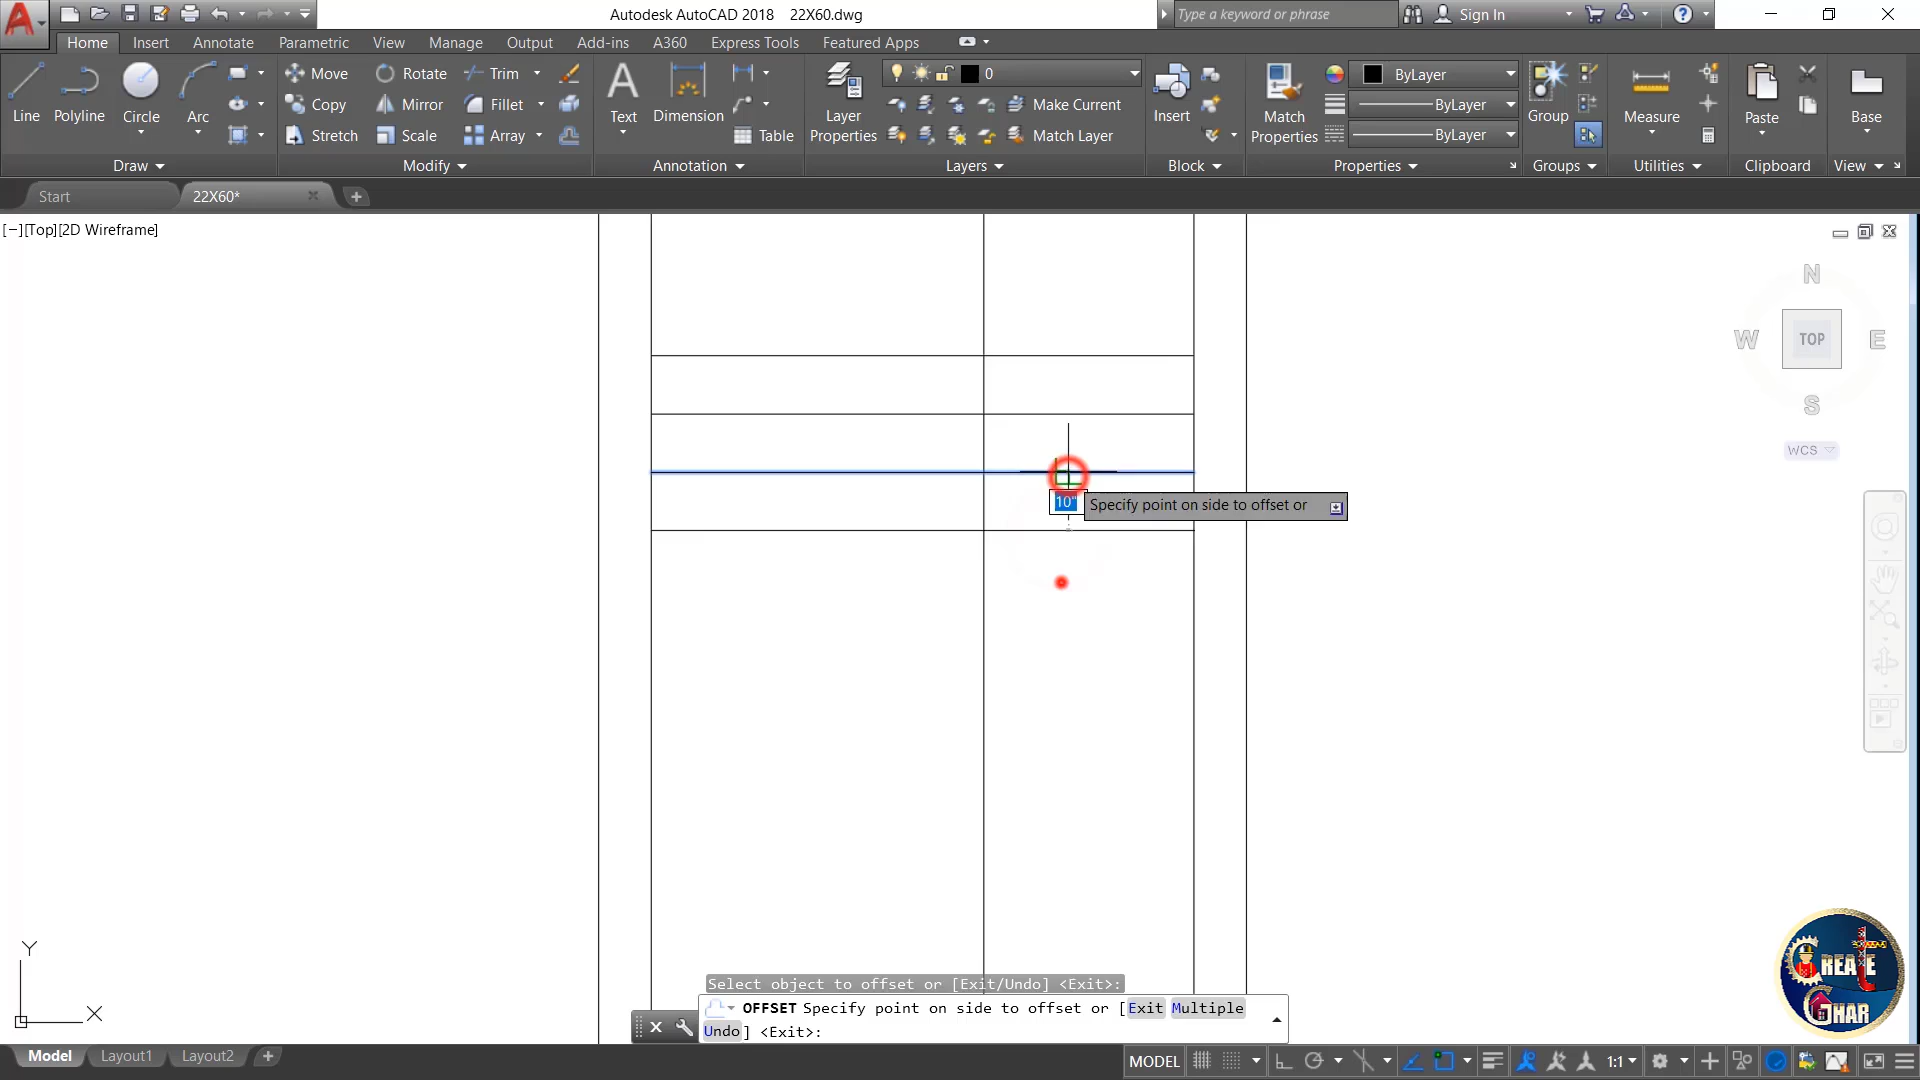 Autodesk AutoCAD 2018 22X60.dwg
Type a keyword or phrase
Sign In
Home Insert Annotate Parametric View Manage Output Add-ins A360 Express Tools Featured Apps
Line Polyline Circle Arc
Move Rotate Trim
Copy Mirror Fillet
Stretch Scale Array
Text Dimension Table
Layer Properties
0
Make Current
Match Layer
Insert
Match Properties
ByLayer
ByLayer
ByLayer
Group
Measure
Paste
Base
Draw Modify Annotation Layers Block Properties Groups Utilities Clipboard View
Start 22X60*
[−][Top][2D Wireframe]
N
W TOP E
S
WCS
10"
Specify point on side to offset or
Y
X
Select object to offset or [Exit/Undo] <Exit>:
OFFSET Specify point on side to offset or [Exit Multiple
Undo] <Exit>:
CREATE
GHAR
Model Layout1 Layout2
MODEL 1:1